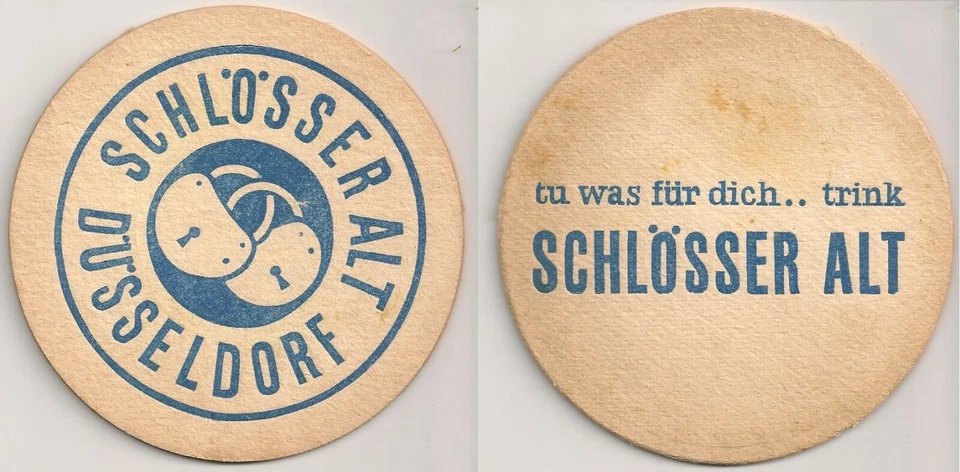 SCHLÖSSER ALT
DÜSSELDORF
tu was für dich.. trink
SCHLÖSSER ALT